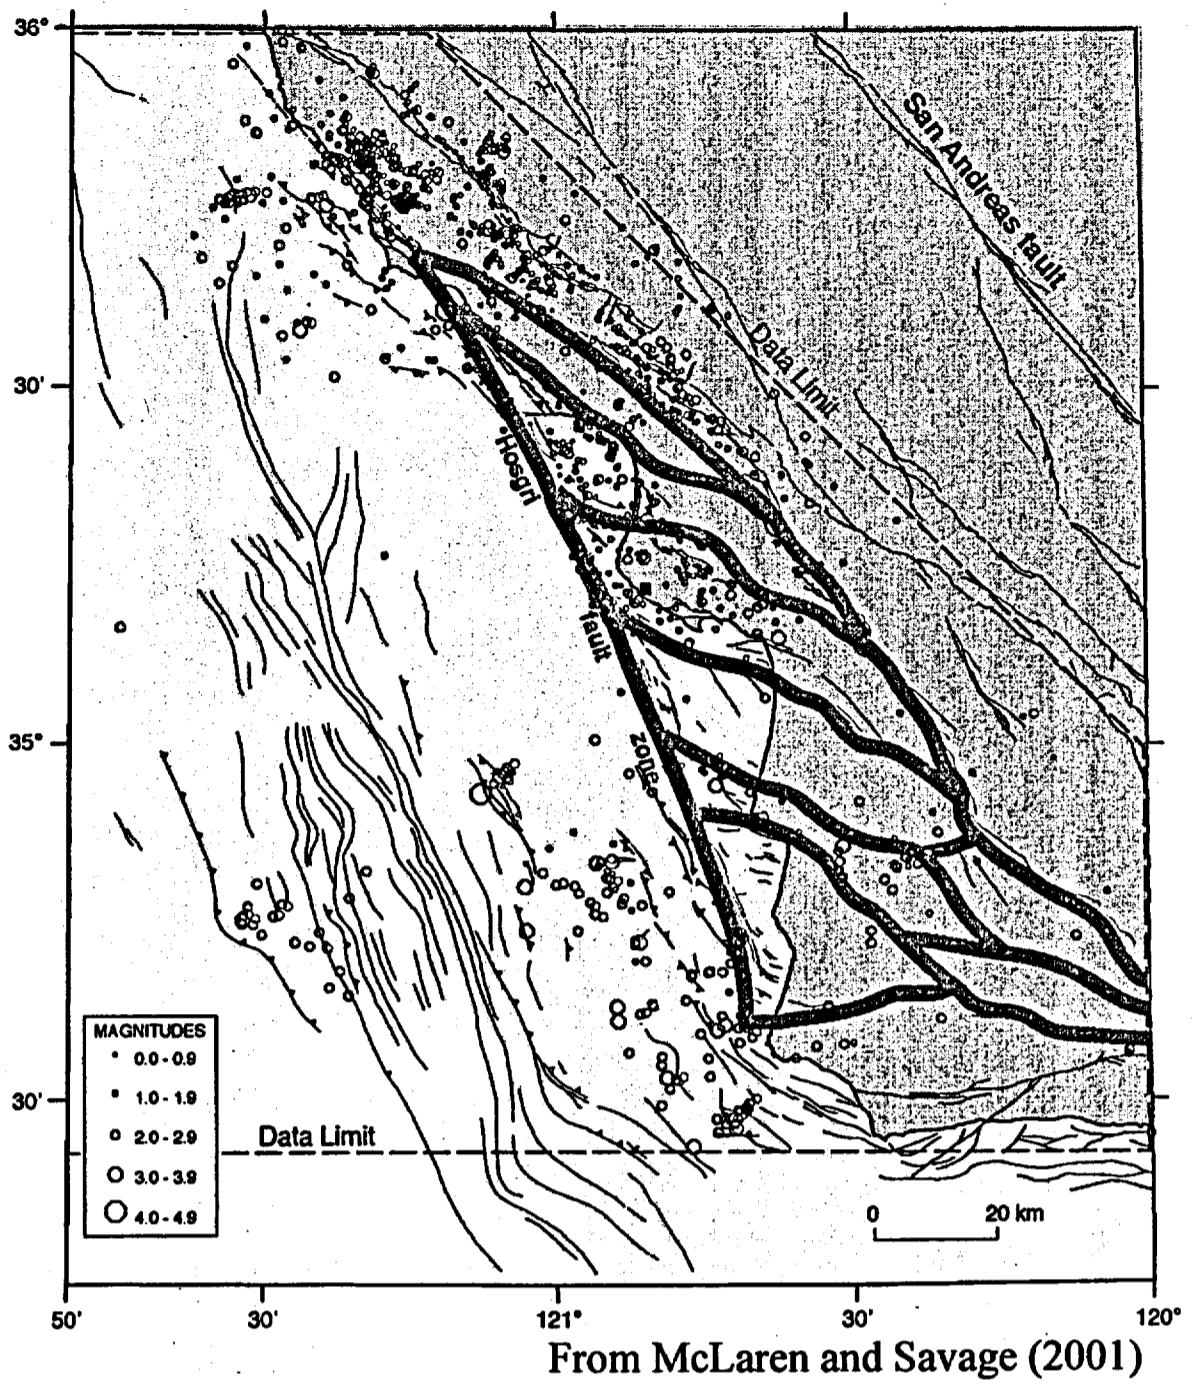 36°
San Andreas fault
Data Limit
30'
Hosgri
fault
zone
35°
MAGNITUDES
0.0 - 0.9
1.0 - 1.9
2.0 - 2.9
3.0 - 3.9
4.0 - 4.9
30'
Data Limit
0 20 km
50' 30' 121° 30' 120°
From McLaren and Savage (2001)